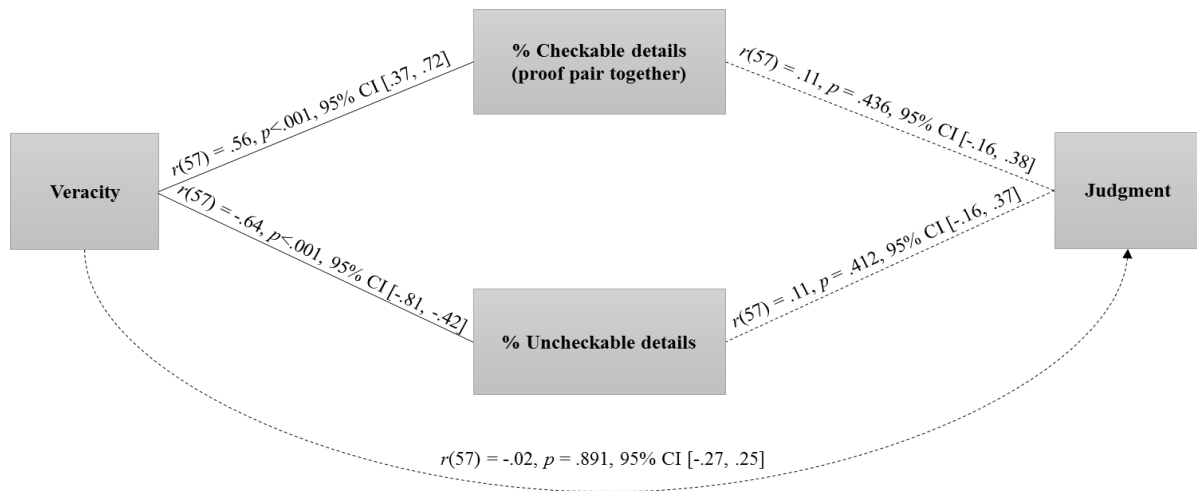 % Checkable details
(proof pair together)
r(57) = .56, p<.001, 95% CI [.37, .72]
r(57) = .11, p = .436, 95% CI [-.16, .38]
Veracity
Judgment
r(57) = -.64, p<.001, 95% CI [-.81, -.42]
r(57) = .11, p = .412, 95% CI [-.16, .37]
% Uncheckable details
r(57) = -.02, p = .891, 95% CI [-.27, .25]